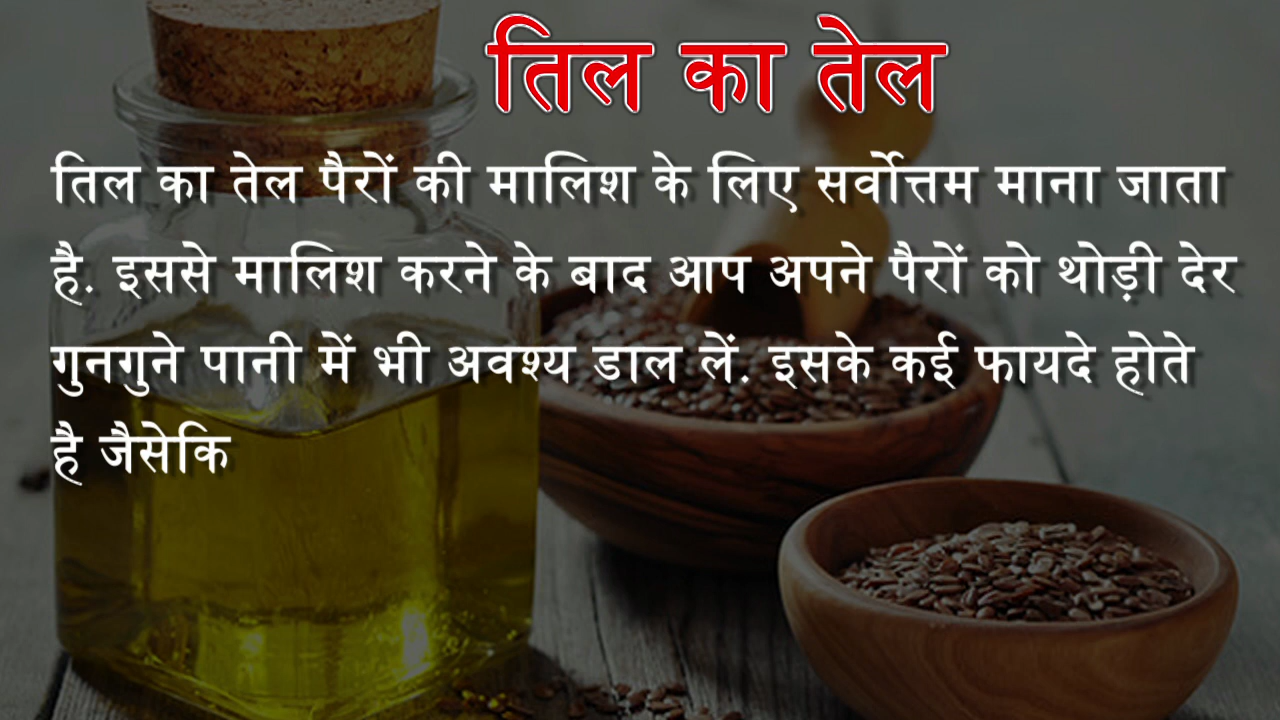 तिल का तेल
तिल का तेल पैरों की मालिश के लिए सर्वोत्तम माना जाता
है. इससे मालिश करने के बाद आप अपने पैरों को थोड़ी देर
गुनगुने पानी में भी अवश्य डाल लें. इसके कई फायदे होते
है जैसेकि